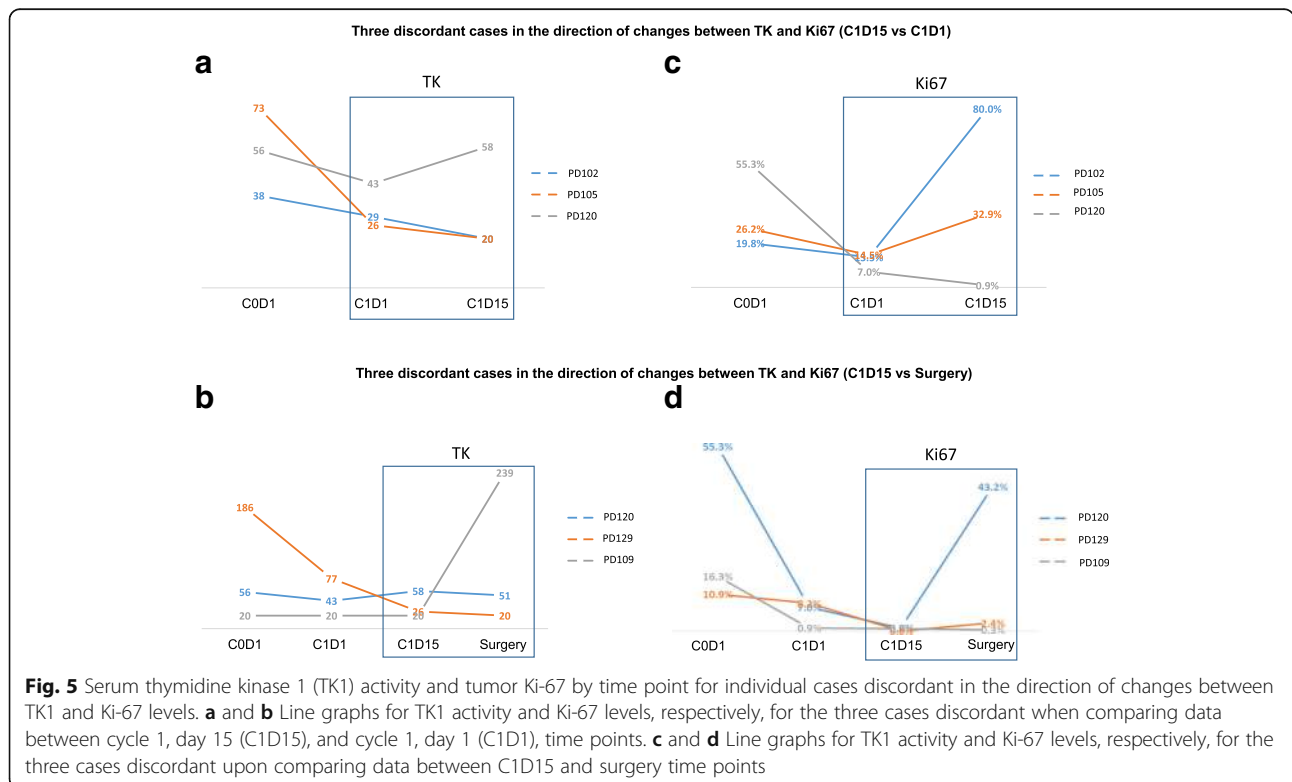 Three discordant cases in the direction of changes between TK and Ki67 (C1D15 vs C1D1)
a
TK
73
56
38
43
29
26
58
20
PD102
PD105
PD120
C0D1
C1D1
C1D15
c
Ki67
55.3%
26.2%
19.8%
7.0%
80.0%
32.9%
0.9%
PD102
PD105
PD120
C0D1
C1D1
C1D15
Three discordant cases in the direction of changes between TK and Ki67 (C1D15 vs Surgery)
b
TK
186
56
20
77
43
20
58
26
20
239
51
20
PD120
PD129
PD109
C0D1
C1D1
C1D15
Surgery
d
Ki67
55.3%
16.3%
10.9%
7.0%
0.9%
43.2%
PD120
PD129
PD109
C0D1
C1D1
C1D15
Surgery
Fig. 5 Serum thymidine kinase 1 (TK1) activity and tumor Ki-67 by time point for individual cases discordant in the direction of changes between
TK1 and Ki-67 levels. a and b Line graphs for TK1 activity and Ki-67 levels, respectively, for the three cases discordant when comparing data
between cycle 1, day 15 (C1D15), and cycle 1, day 1 (C1D1), time points. c and d Line graphs for TK1 activity and Ki-67 levels, respectively, for the
three cases discordant upon comparing data between C1D15 and surgery time points